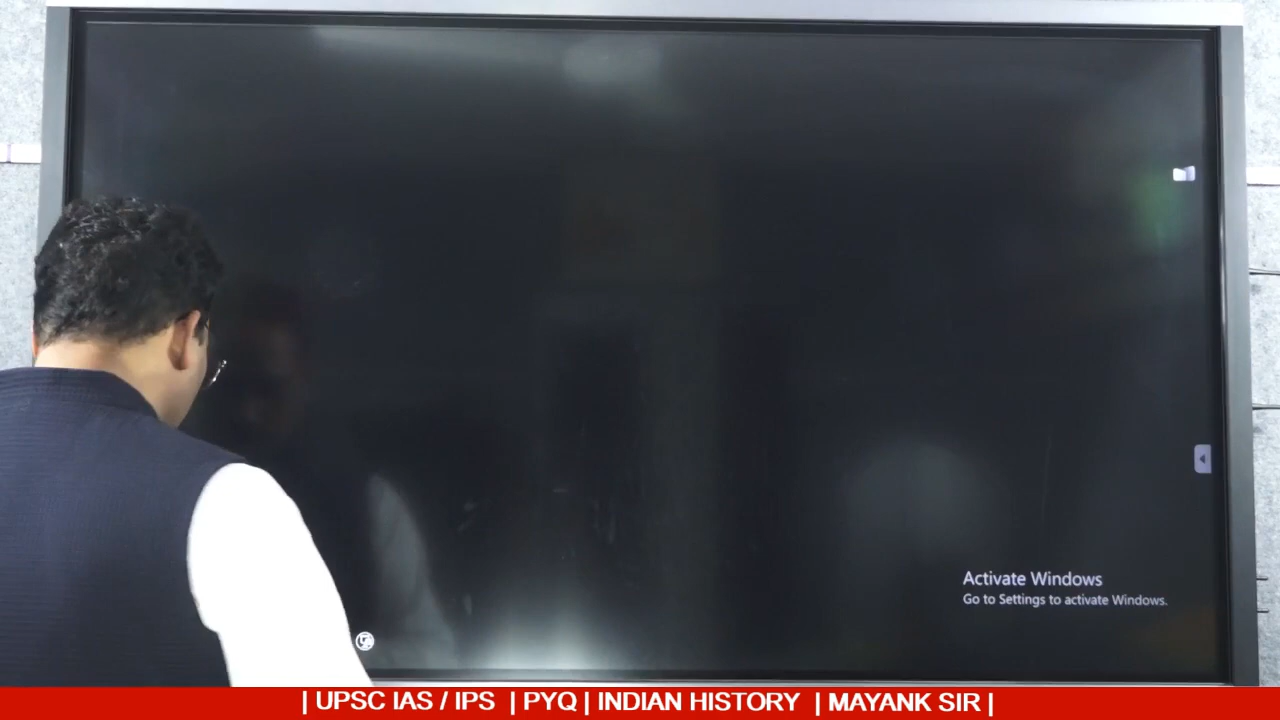 Activate Windows
Go to Settings to activate Windows.
| UPSC IAS / IPS | PYQ | INDIAN HISTORY | MAYANK SIR |